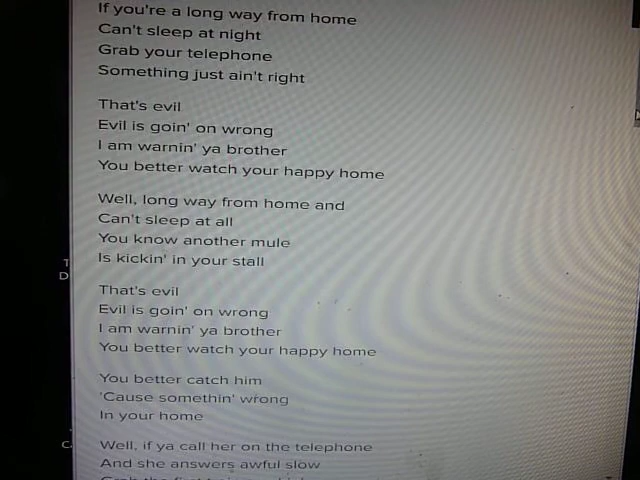 If you're a long way from home
Can't sleep at night
Grab your telephone
Something just ain't right
That's evil
Evil is goin' on wrong
I am warnin' ya brother
You better watch your happy home
Well, long way from home and
Can't sleep at all
You know another mule
Is kickin' in your stall
That's evil
Evil is goin' on wrong
I am warnin' ya brother
You better watch your happy home
You better catch him
'Cause somethin' wrong
In your home
Well, if ya call her on the telephone
And she answers awful slow
T
D
C